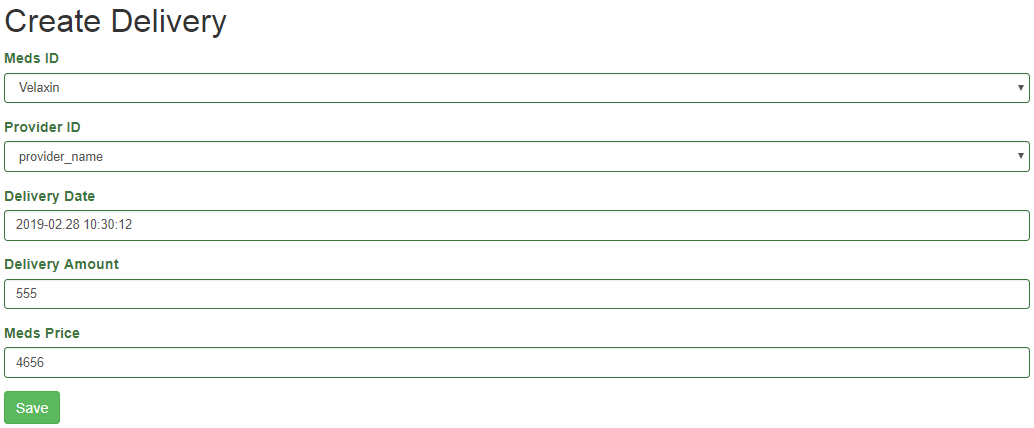 Create Delivery
Meds ID
Velaxin
Provider ID
provider_name
Delivery Date
2019-02.28 10:30:12
Delivery Amount
555
Meds Price
4656
Save